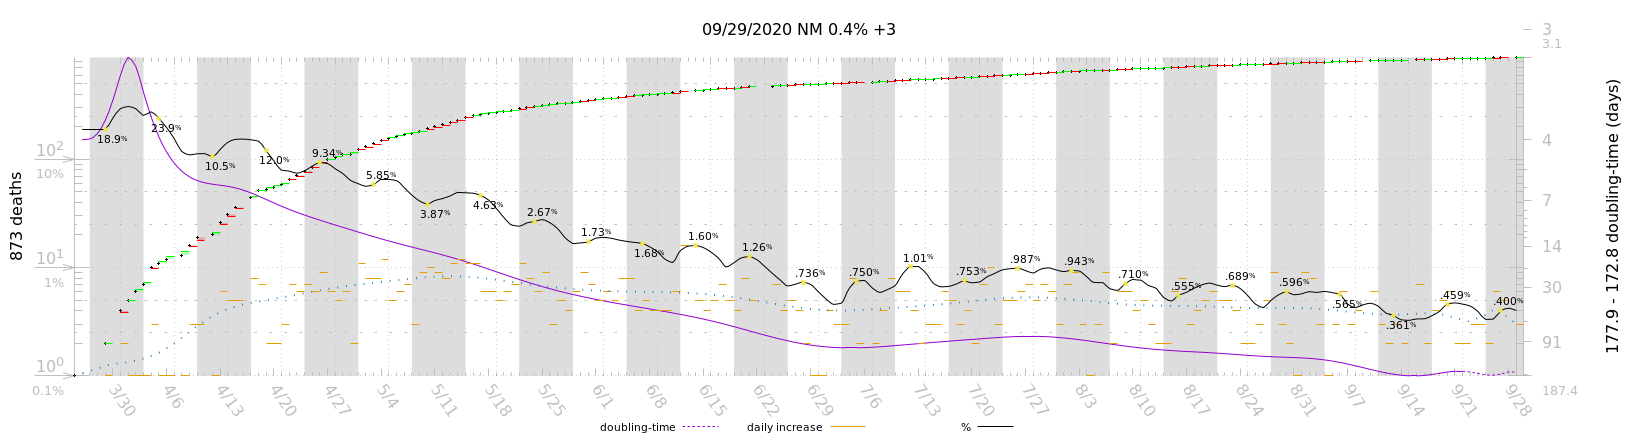 09/29/2020 NM 0.4% +3
873 deaths
177.9 - 172.8 doubling-time (days)
10² 10% 10¹ 1% 10⁰ 0.1%
3 3.1 4 7 14 30 91 187.4
18.9% 23.9% 10.5% 12.0% 9.34% 5.85% 3.87% 4.63% 2.67% 1.73% 1.68% 1.60% 1.26% .736% .750% 1.01% .753% .987% .943% .710% .555% .689% .596% .565% .361% .459% .400%
3/30 4/6 4/13 4/20 4/27 5/4 5/11 5/18 5/25 6/1 6/8 6/15 6/22 6/29 7/6 7/13 7/20 7/27 8/3 8/10 8/17 8/24 8/31 9/7 9/14 9/21 9/28
doubling-time daily increase %